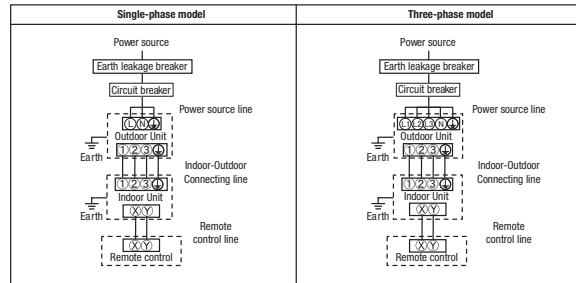 Single-phase model
Power source
Earth leakage breaker
Circuit breaker
Power source line
L N
Outdoor Unit
Earth
1 2 3
Indoor-Outdoor
Connecting line
1 2 3
Indoor Unit
Earth
X Y
Remote
control line
X Y
Remote control
Three-phase model
Power source
Earth leakage breaker
Circuit breaker
Power source line
L1 L2 L3 N
Outdoor Unit
Earth
1 2 3
Indoor-Outdoor
Connecting line
1 2 3
Indoor Unit
Earth
X Y
Remote
control line
X Y
Remote control